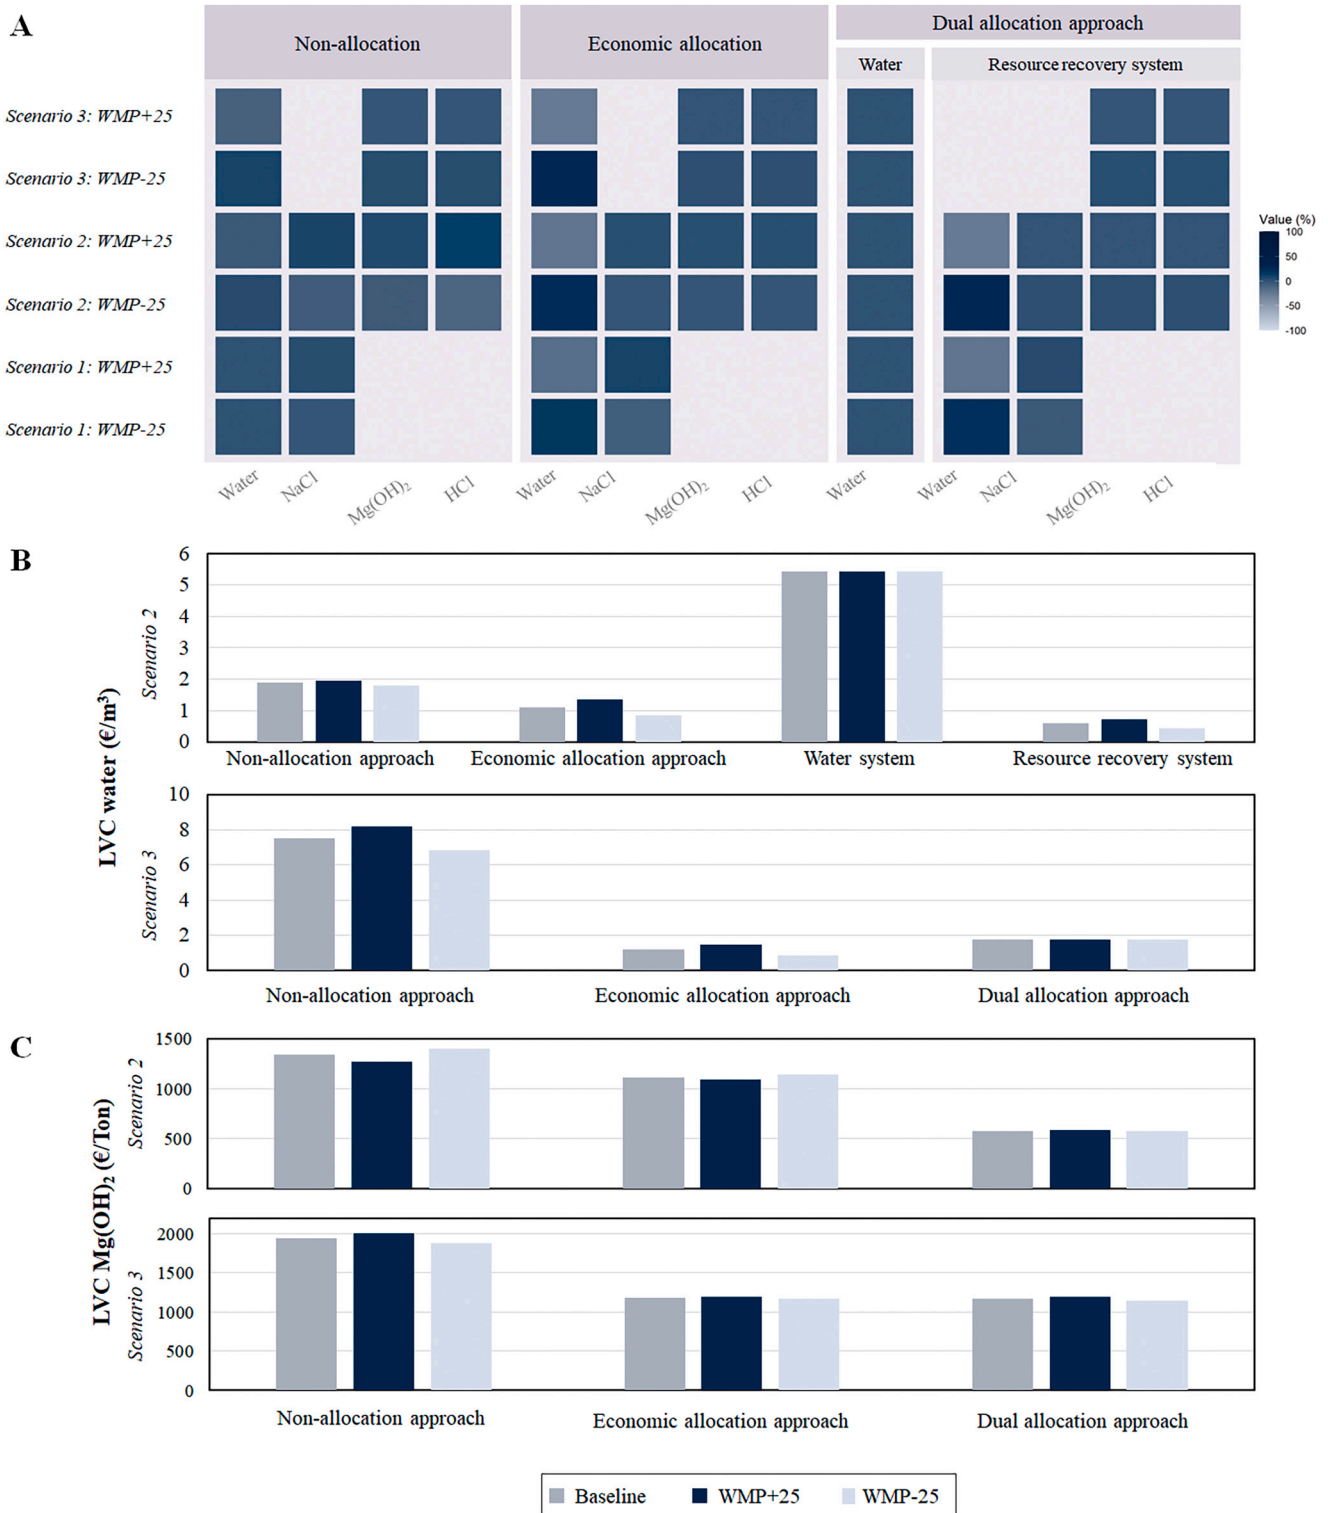 A
Non-allocation
Economic allocation
Dual allocation approach
Water
Resource recovery system
Scenario 3: WMP+25
Scenario 3: WMP-25
Scenario 2: WMP+25
Scenario 2: WMP-25
Scenario 1: WMP+25
Scenario 1: WMP-25
Value (%)
100
50
0
-50
-100
Water NaCl Mg(OH)₂ HCl Water NaCl Mg(OH)₂ HCl Water Water NaCl Mg(OH)₂ HCl
B
LVC water (€/m³)
Scenario 2
6
5
4
3
2
1
0
Non-allocation approach Economic allocation approach Water system Resource recovery system
Scenario 3
10
8
6
4
2
0
Non-allocation approach Economic allocation approach Dual allocation approach
C
LVC Mg(OH)₂ (€/Ton)
Scenario 2
1500
1000
500
0
Scenario 3
2000
1500
1000
500
0
Non-allocation approach Economic allocation approach Dual allocation approach
Baseline WMP+25 WMP-25